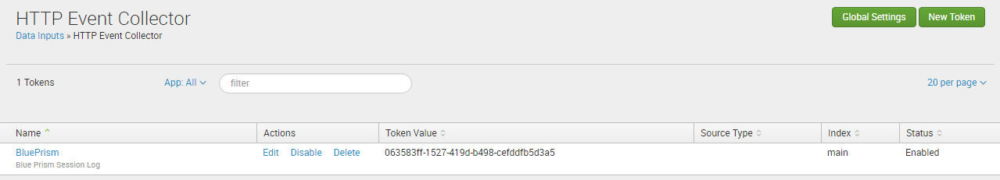 HTTP Event Collector
Global Settings
New Token
Data Inputs » HTTP Event Collector
1 Tokens
App: All
filter
20 per page
Name
Actions
Token Value
Source Type
Index
Status
BluePrism
Edit
Disable
Delete
063583ff-1527-419d-b498-cefddfb5d3a5
main
Enabled
Blue Prism Session Log